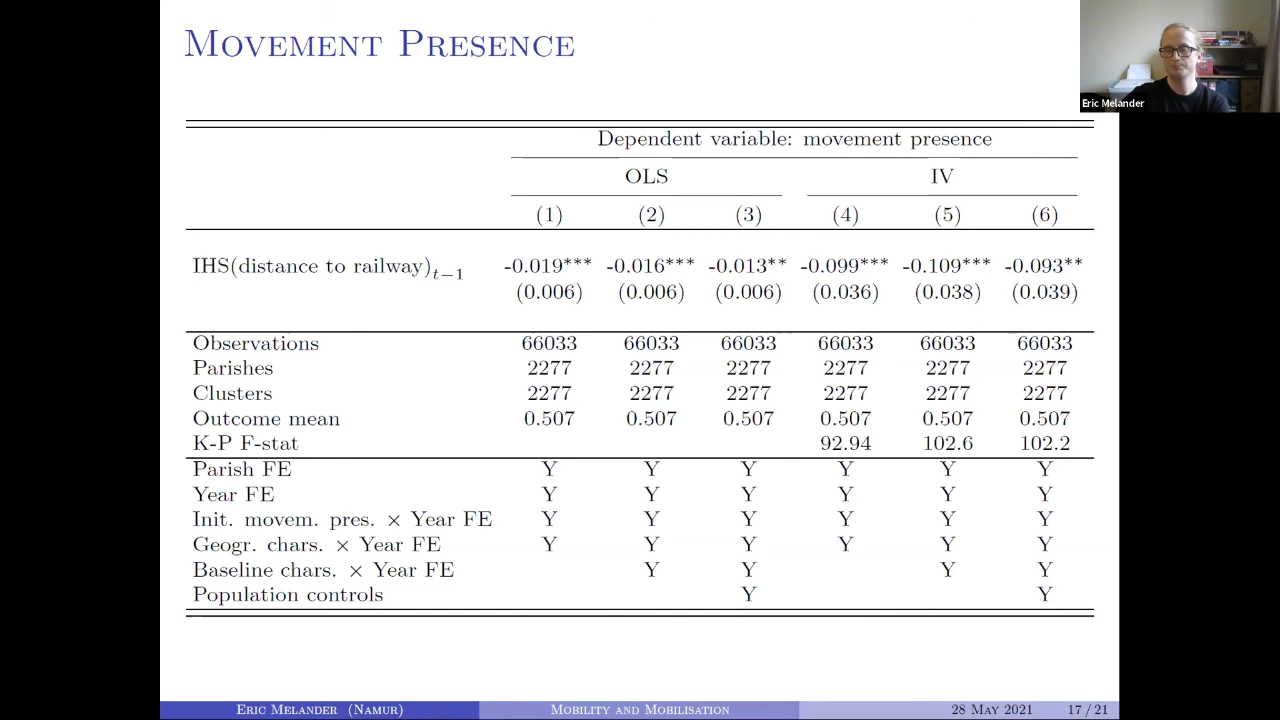 MOVEMENT PRESENCE
Eric Melander
Dependent variable: movement presence
OLS IV
(1) (2) (3) (4) (5) (6)
IHS(distance to railway)t−1 -0.019*** -0.016*** -0.013** -0.099*** -0.109*** -0.093**
(0.006) (0.006) (0.006) (0.036) (0.038) (0.039)
Observations 66033 66033 66033 66033 66033 66033
Parishes 2277 2277 2277 2277 2277 2277
Clusters 2277 2277 2277 2277 2277 2277
Outcome mean 0.507 0.507 0.507 0.507 0.507 0.507
K-P F-stat 92.94 102.6 102.2
Parish FE Y Y Y Y Y Y
Year FE Y Y Y Y Y Y
Init. movem. pres. × Year FE Y Y Y Y Y Y
Geogr. chars. × Year FE Y Y Y Y Y Y
Baseline chars. × Year FE Y Y Y Y
Population controls Y Y
ERIC MELANDER (NAMUR) MOBILITY AND MOBILISATION 28 MAY 2021 17 / 21